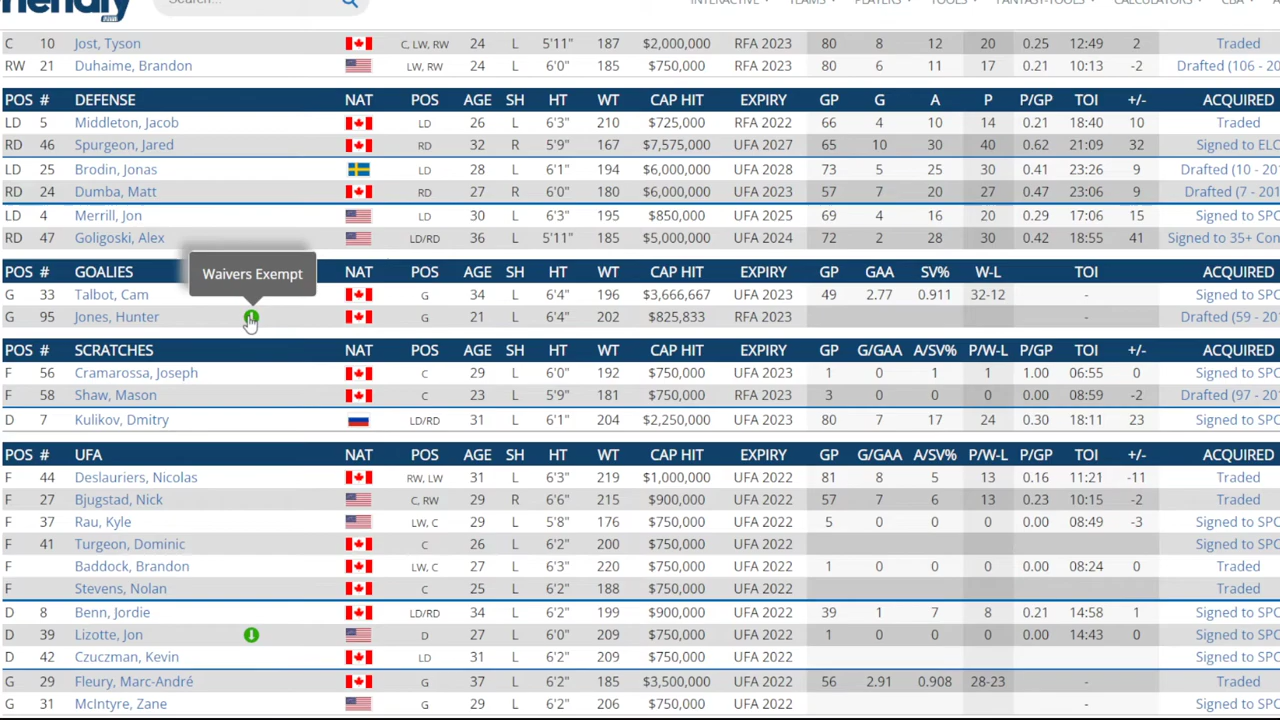 Search...
INTERACTIVE TEAMS PLAYERS TOOLS FANTASY-TOOLS CALCULATORS CBA
C 10 Jost, Tyson C, LW, RW 24 L 5'11" 187 $2,000,000 RFA 2023 80 8 12 20 0.25 12:49 2 Traded
RW 21 Duhaime, Brandon LW, RW 24 L 6'0" 185 $750,000 RFA 2023 80 11 17 0.21 -2 Drafted (106 - 20
POS # DEFENSE NAT POS AGE SH HT WT CAP HIT EXPIRY GP G A P P/GP TOI +/- ACQUIRED
LD 5 Middleton, Jacob LD 26 L 6'3" 210 $725,000 RFA 2022 66 4 10 14 0.21 18:40 10 Traded
RD 46 Spurgeon, Jared RD 32 R 5'9" 167 $7,575,000 UFA 2027 65 10 30 40 0.62 21:09 32 Signed to ELC
LD 25 Brodin, Jonas LD 28 L 6'1" 194 $6,000,000 UFA 2028 73 5 25 30 0.41 23:26 9 Drafted (10 - 201
RD 24 Dumba, Matt RD 27 R 6'0" 180 $6,000,000 UFA 2023 57 7 20 27 0.47 23:06 9 Drafted (7 - 201
LD 4 Merrill, Jon LD 30 L 6'3" $850,000 UFA 2022 69 16 20 17:06 Signed to SPC
RD 47 Goligoski, Alex LD/RD 36 L 5'11" 185 $5,000,000 UFA 2022 72 2 28 30 0.42 18:55 41 Signed to 35+ Con
Waivers Exempt
POS # GOALIES NAT POS AGE SH HT WT CAP HIT EXPIRY GP GAA SV% W-L TOI ACQUIRED
G 33 Talbot, Cam G 34 L 6'4" 196 $3,666,667 UFA 2023 49 2.77 0.911 32-12 - Signed to SPC
G 95 Jones, Hunter G 21 L 6'4" 202 $825,833 RFA 2023 - Drafted (59 - 20
POS # SCRATCHES NAT POS AGE SH HT WT CAP HIT EXPIRY GP G/GAA A/SV% P/W-L P/GP TOI +/- ACQUIRED
F 56 Cramarossa, Joseph C 29 L 6'0" 192 $750,000 UFA 2023 1 0 1 1 1.00 06:55 0 Signed to SPC
F 58 Shaw, Mason C 23 L 5'9" 181 $750,000 RFA 2023 3 0 0 0 0.00 08:59 -2 Drafted (97 - 201
D 7 Kulikov, Dmitry LD/RD 31 L 6'1" 204 $2,250,000 UFA 2023 80 7 17 24 0.30 18:11 23 Signed to SPC
POS # UFA NAT POS AGE SH HT WT CAP HIT EXPIRY GP G/GAA A/SV% P/W-L P/GP TOI +/- ACQUIRED
F 44 Deslauriers, Nicolas RW, LW 31 L 6'3" 219 $1,000,000 UFA 2022 81 8 5 13 0.16 11:21 -11 Traded
F 27 Bjugstad, Nick C, RW 29 R 6'6" $900,000 UFA 2022 57 7 6 13 0.23 10:15 Traded
F 37 Rau, Kyle LW, C 29 L 5'8" $750,000 UFA 2022 5 0 0 0 0.00 08:49 -3 Signed to SPC
F 41 Turgeon, Dominic C 26 L 6'2" 200 $750,000 UFA 2022 Signed to SPC
F Baddock, Brandon LW, C 27 L 6'3" 220 $750,000 UFA 2022 1 0 0 0 0.00 08:24 0 Traded
F Stevens, Nolan C 25 L 6'2" 188 $750,000 UFA 2022 Traded
D 8 Benn, Jordie LD/RD 34 L 6'2" 199 $900,000 UFA 2022 39 1 7 8 0.21 14:58 1 Signed to SPC
D 39 Lizotte, Jon D 27 L 6'0" $750,000 UFA 2022 1 0 0 0 0.00 14:43 Signed to SPC
D 42 Czuczman, Kevin LD 31 L 6'2" 209 $750,000 UFA 2022 Signed to SPC
G 29 Fleury, Marc-André G 37 L 6'2" 185 $3,500,000 UFA 2022 56 2.91 0.908 28-23 - Traded
G 31 McIntyre, Zane G 29 L 6'2" $750,000 UFA 2022 - Signed to SPC